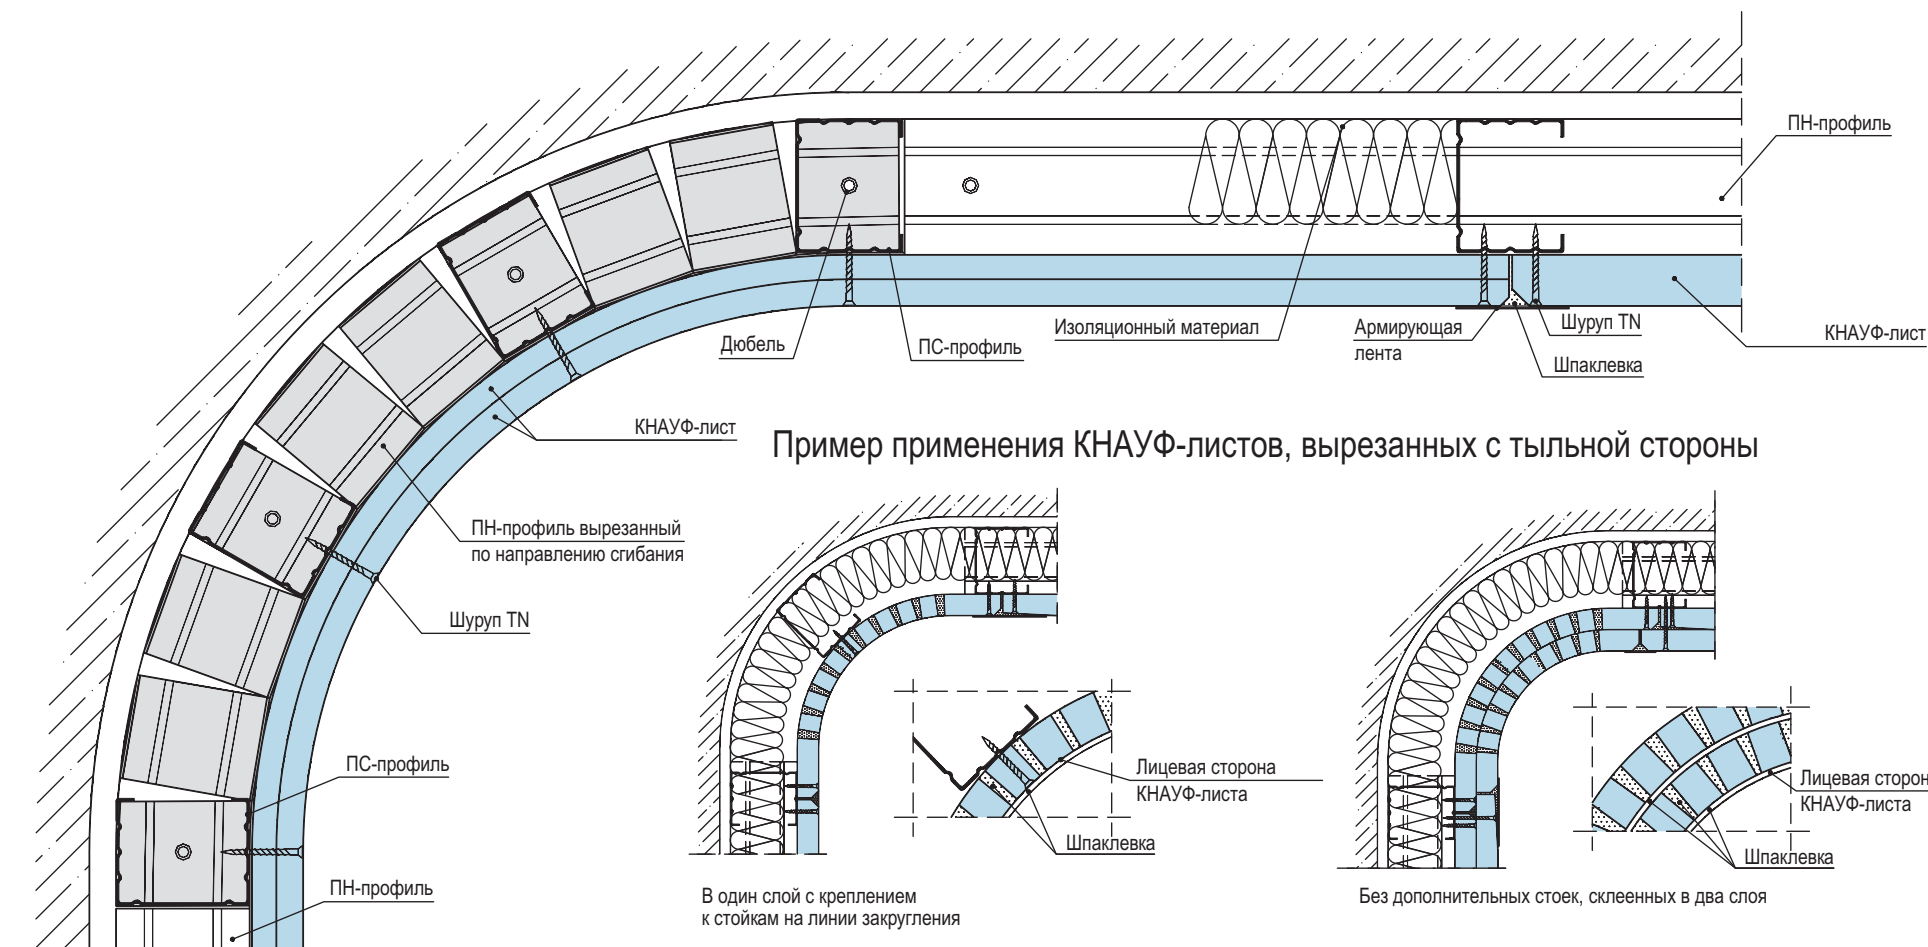 ПН-профиль
Дюбель
ПС-профиль
Изоляционный материал
Армирующая
лента
Шуруп TN
Шпаклевка
КНАУФ-лист
КНАУФ-лист
Пример применения КНАУФ-листов, вырезанных с тыльной стороны
ПН-профиль вырезанный
по направлению сгибания
Шуруп TN
ПС-профиль
ПН-профиль
Лицевая сторона
КНАУФ-листа
Шпаклевка
В один слой с креплением
к стойкам на линии закругления
Лицевая сторон
КНАУФ-листа
Шпаклевка
Без дополнительных стоек, склеенных в два слоя